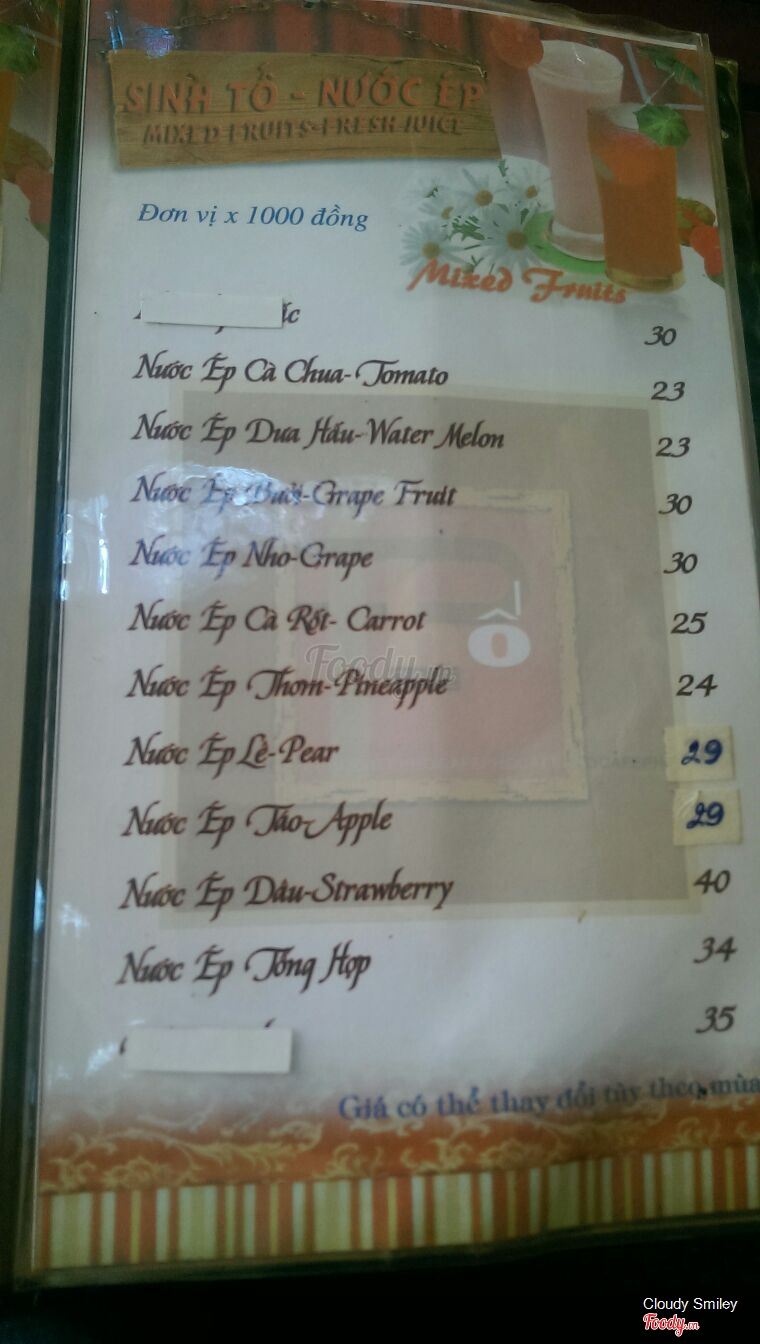 SINH TỐ - NƯỚC ÉP
MIXED FRUITS-FRESH JUICE
Đơn vị x 1000 đồng
Mixed Fruits
30
Nước Ép Cà Chua-Tomato 23
Nước Ép Dưa Hấu-Water Melon 23
Nước Ép Bưởi-Grape Fruit 30
Nước Ép Nho-Grape 30
Nước Ép Cà Rốt- Carrot 25
Nước Ép Thơm-Pineapple 24
Nước Ép Lê-Pear 29
Nước Ép Táo-Apple 29
Nước Ép Dâu-Strawberry 40
Nước Ép Tổng Hợp 34
35
Giá có thể thay đổi tùy theo mùa
Foody.vn
Cloudy Smiley
Foody.vn